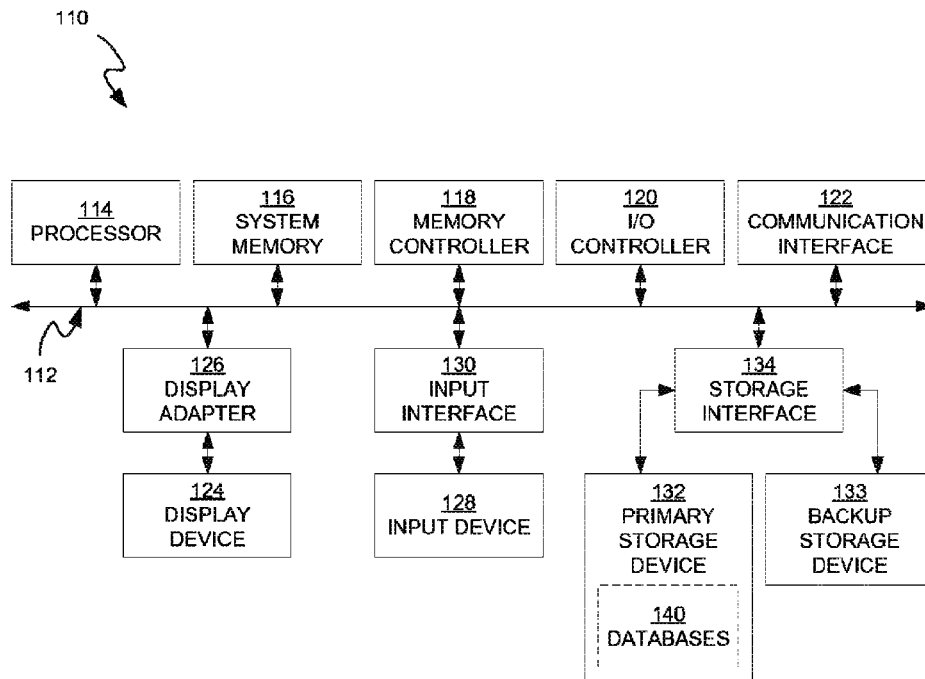 110
114
PROCESSOR
116
SYSTEM
MEMORY
118
MEMORY
CONTROLLER
120
I/O
CONTROLLER
122
COMMUNICATION
INTERFACE
112
126
DISPLAY
ADAPTER
130
INPUT
INTERFACE
134
STORAGE
INTERFACE
124
DISPLAY
DEVICE
128
INPUT DEVICE
132
PRIMARY
STORAGE
DEVICE
140
DATABASES
133
BACKUP
STORAGE
DEVICE